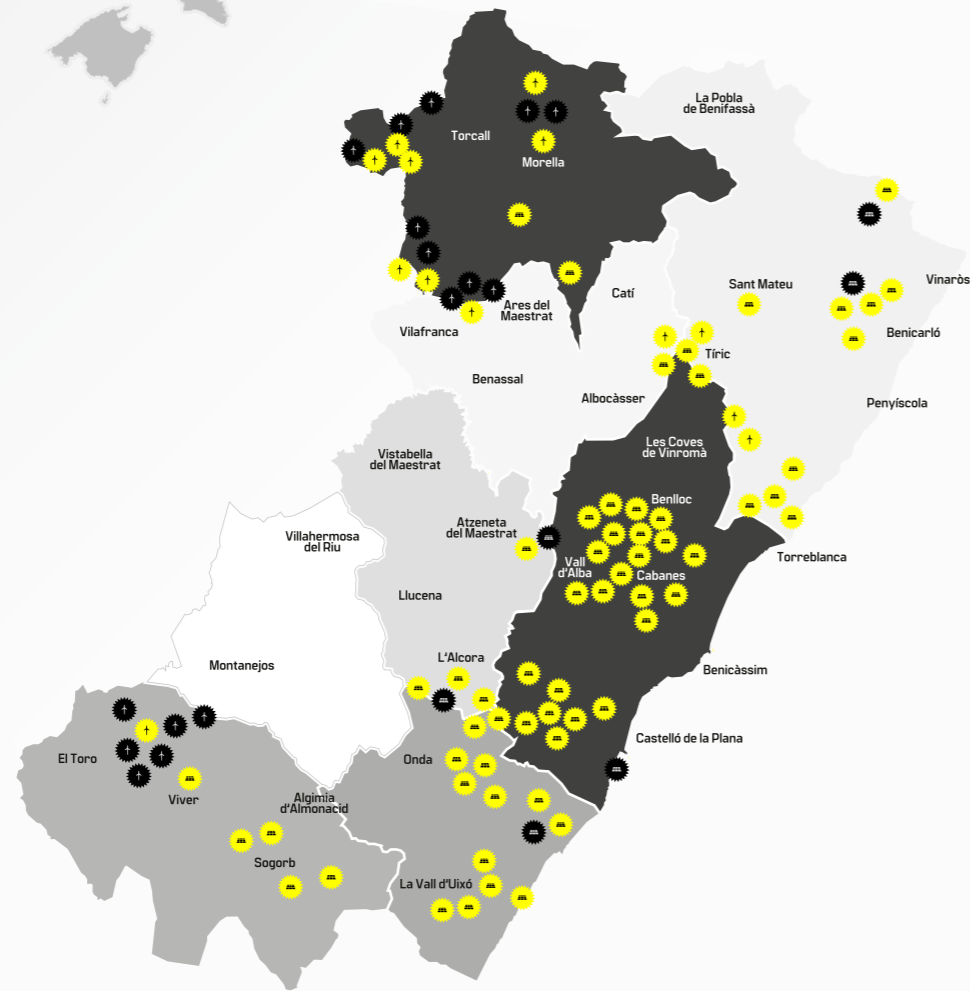 La Pobla
de Benifassà
Torcall
Morella
Vinaròs
Sant Mateu
Catí
Ares del
Maestrat
Vilafranca
Benicarló
Tíric
Benassal
Albocàsser
Penyíscola
Les Coves
de Vinromà
Vistabella
del Maestrat
Benlloc
Atzeneta
del Maestrat
Villahermosa
del Riu
Torreblanca
Vall
d'Alba
Cabanes
Llucena
L'Alcora
Montanejos
Benicàssim
Castelló de la Plana
El Toro
Onda
Viver
Algimia
d'Almonacid
Sogorb
La Vall d'Uixó